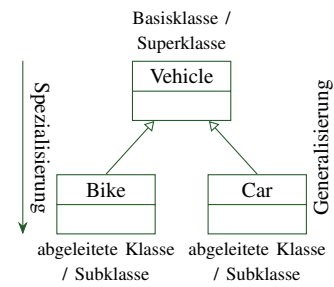 Basisklasse /
Superklasse
Vehicle
Spezialisierung
Generalisierung
Bike
Car
abgeleitete Klasse
/ Subklasse
abgeleitete Klasse
/ Subklasse